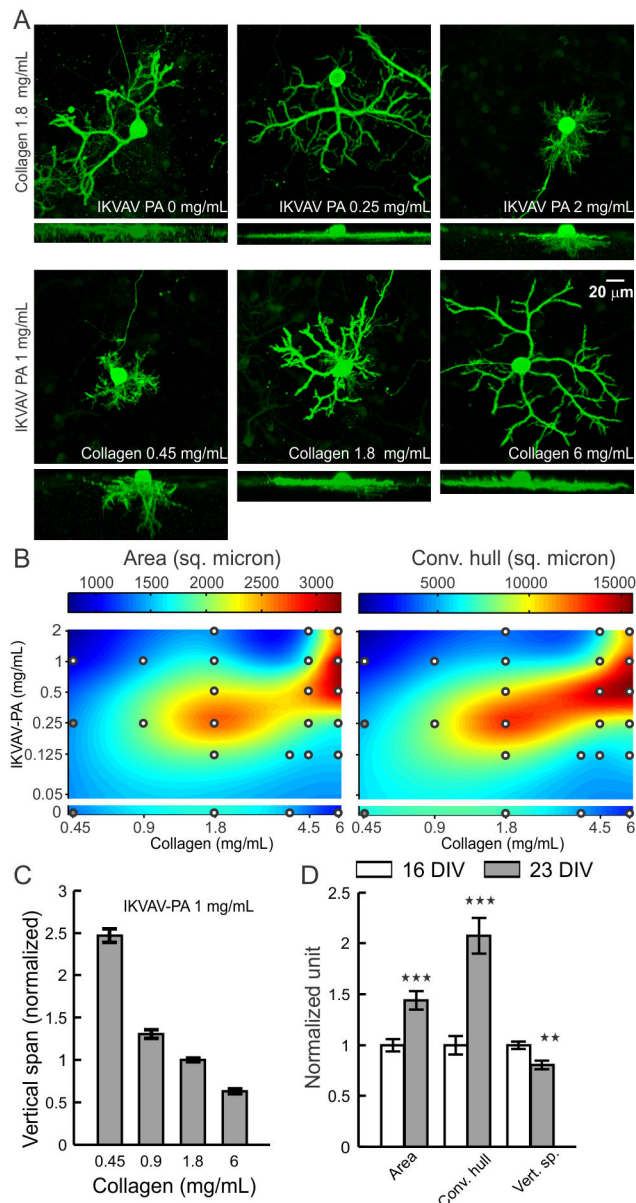 A
Collagen 1.8 mg/mL
IKVAV PA 0 mg/mL
IKVAV PA 0.25 mg/mL
IKVAV PA 2 mg/mL
IKVAV PA 1 mg/mL
20 μm
Collagen 0.45 mg/mL
Collagen 1.8 mg/mL
Collagen 6 mg/mL
B
Area (sq. micron)
1000 1500 2000 2500 3000
Conv. hull (sq. micron)
5000 10000 15000
IKVAV-PA (mg/mL)
2
1
0.5
0.25
0.125
0.05
0
0.45 0.9 1.8 4.5 6
Collagen (mg/mL)
0.45 0.9 1.8 4.5 6
Collagen (mg/mL)
C
IKVAV-PA 1 mg/mL
Vertical span (normalized)
3
2.5
2
1.5
1
0.5
0
0.45 0.9 1.8 6
Collagen (mg/mL)
D
16 DIV 23 DIV
Normalized unit
2.5
2
1.5
1
0.5
0
★★★
★★★
★★
Area
Conv. hull
Vert. sp.